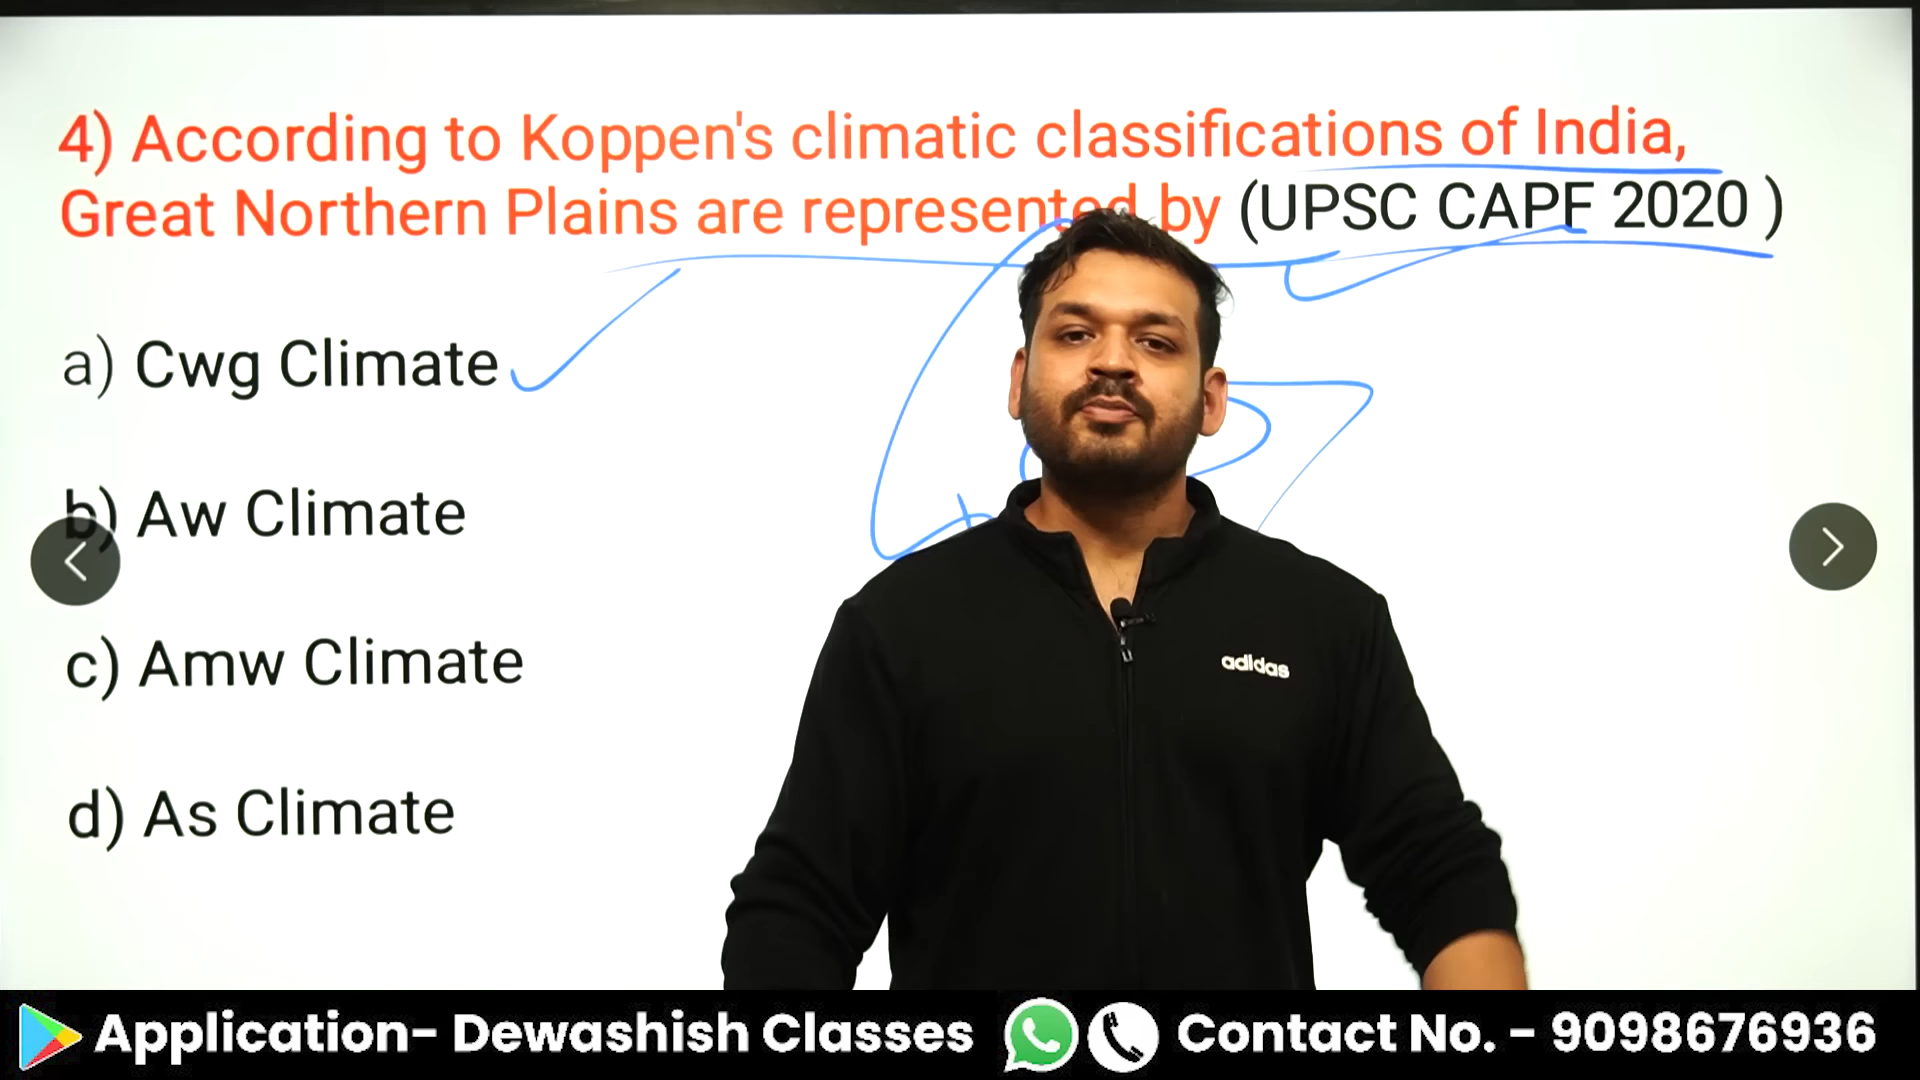 4) According to Koppen's climatic classifications of India,
Great Northern Plains are represented by (UPSC CAPF 2020 )
a) Cwg Climate
b) Aw Climate
c) Amw Climate
d) As Climate
adidas
Application- Dewashish Classes
Contact No. - 9098676936